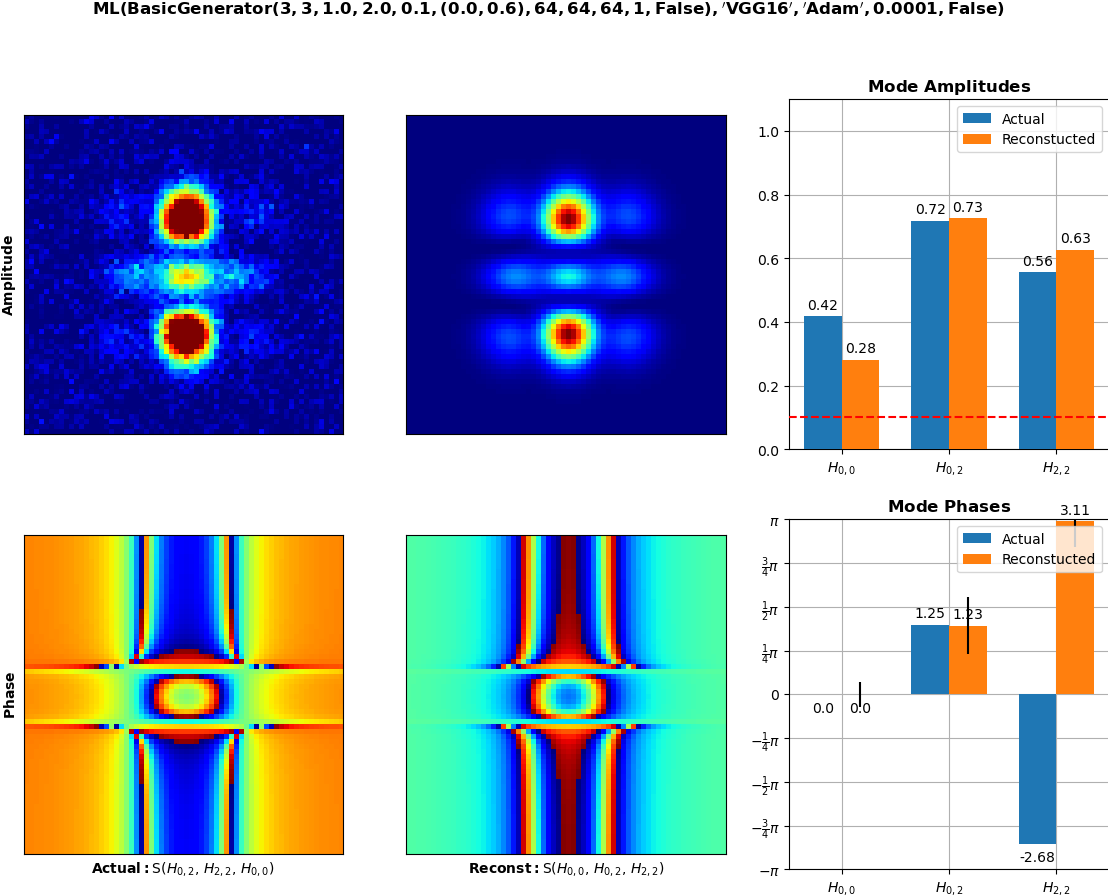 ML(BasicGenerator(3, 3, 1.0, 2.0, 0.1, (0.0, 0.6), 64, 64, 64, 1, False), ′VGG16′, ′Adam′, 0.0001, False)
Mode Amplitudes
Amplitude
Actual
Reconstucted
1.0
0.8
0.6
0.4
0.2
0.0
0.42
0.28
0.72
0.73
0.56
0.63
H0,0
H0,2
H2,2
Mode Phases
Phase
Actual
Reconstucted
π
3/4π
1/2π
1/4π
0
−1/4π
−1/2π
−3/4π
−π
0.0
0.0
1.25
1.23
-2.68
3.11
H0,0
H0,2
H2,2
Actual: S(H0,2, H2,2, H0,0)
Reconst: S(H0,0, H0,2, H2,2)